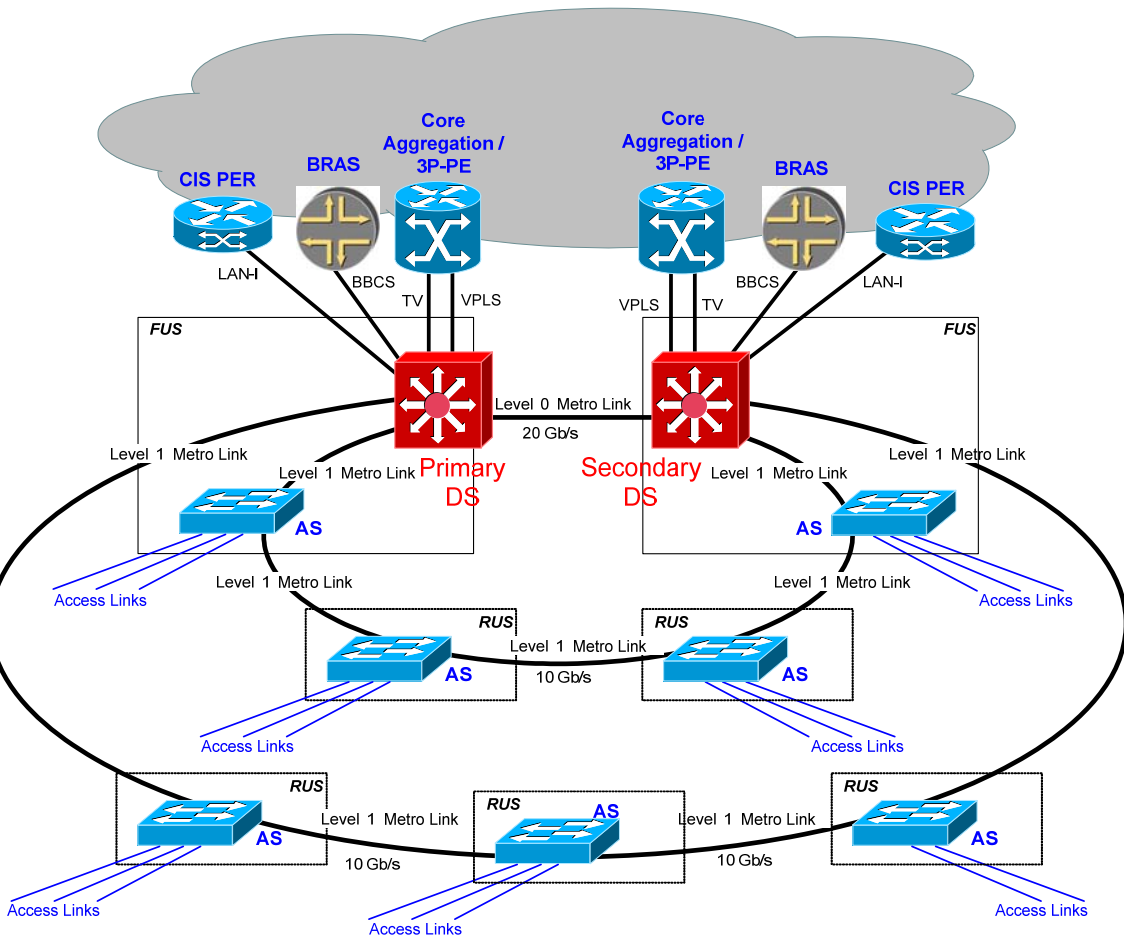 Core
Aggregation /
3P-PE
Core
Aggregation /
3P-PE
BRAS
BRAS
CIS PER
CIS PER
LAN-I
BBCS
TV
VPLS
VPLS
TV
BBCS
LAN-I
FUS
FUS
Level 0 Metro Link
20 Gb/s
Level 1 Metro Link
Level 1 Metro Link
Primary
DS
Secondary
DS
Level 1 Metro Link
Level 1 Metro Link
AS
AS
Level 1 Metro Link
Level 1 Metro Link
Access Links
Access Links
RUS
RUS
Level 1 Metro Link
10 Gb/s
AS
AS
Access Links
Access Links
RUS
RUS
RUS
AS
Level 1 Metro Link
Level 1 Metro Link
AS
AS
10 Gb/s
10 Gb/s
Access Links
Access Links
Access Links